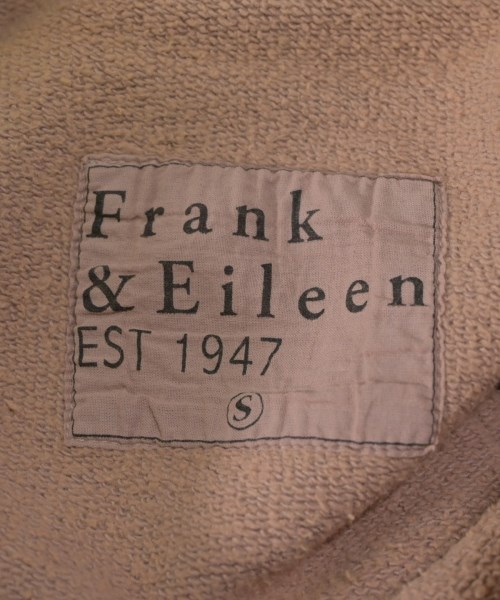 Frank
& Eileen
EST 1947
S